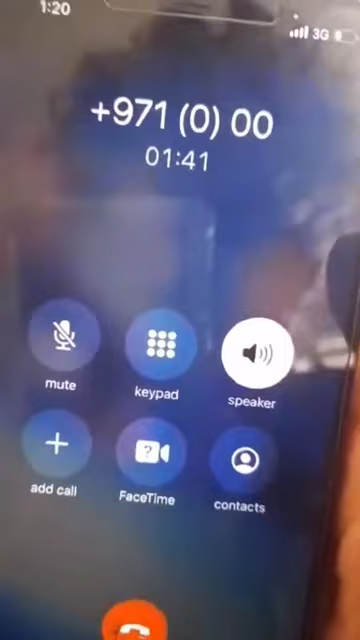 1:20
3G
+971 (0) 00
01:41
mute
keypad
speaker
?
add call
FaceTime
contacts